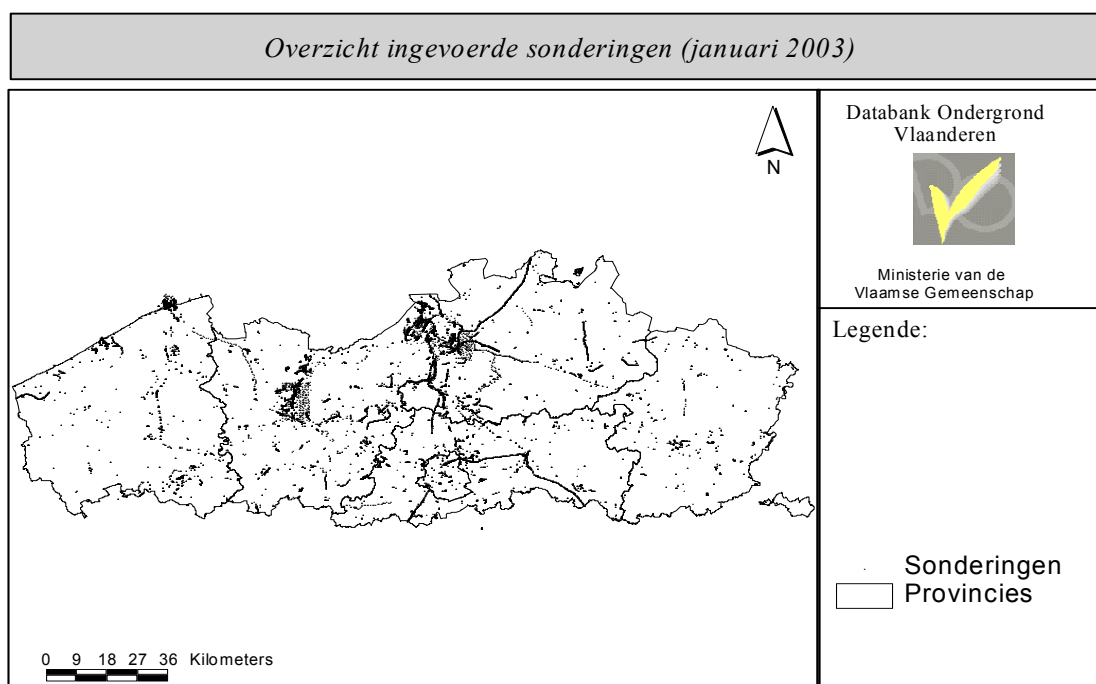 Overzicht ingevoerde sonderingen (januari 2003)
N
Databank Ondergrond
Vlaanderen
Ministerie van de
Vlaamse Gemeenschap
Legende:
Sonderingen
Provincies
0 9 18 27 36 Kilometers